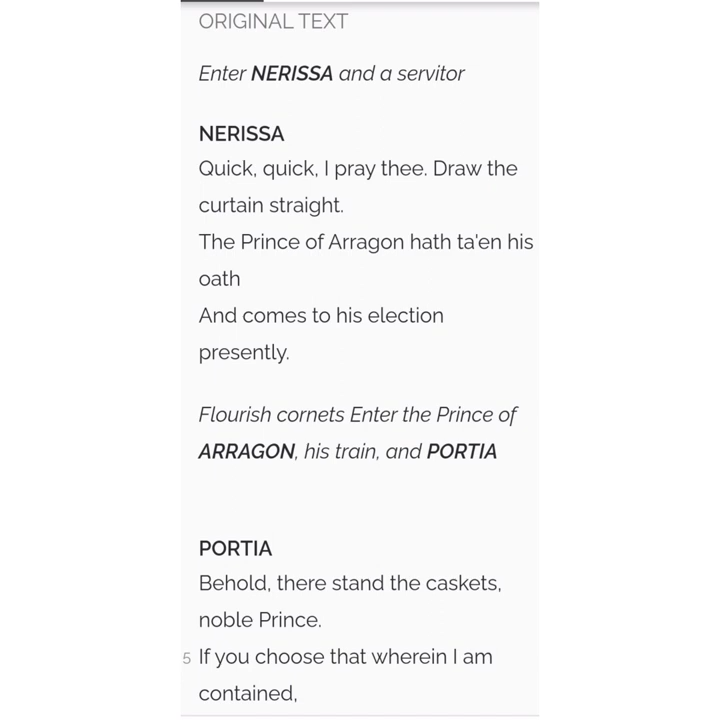 ORIGINAL TEXT
Enter NERISSA and a servitor
NERISSA
Quick, quick, I pray thee. Draw the
curtain straight.
The Prince of Arragon hath ta'en his
oath
And comes to his election
presently.
Flourish cornets Enter the Prince of
ARRAGON, his train, and PORTIA
PORTIA
Behold, there stand the caskets,
noble Prince.
5 If you choose that wherein I am
contained,